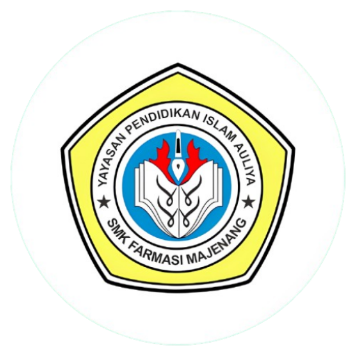 YAYASAN PENDIDIKAN ISLAM AULIYA
SMK FARMASI MAJENANG